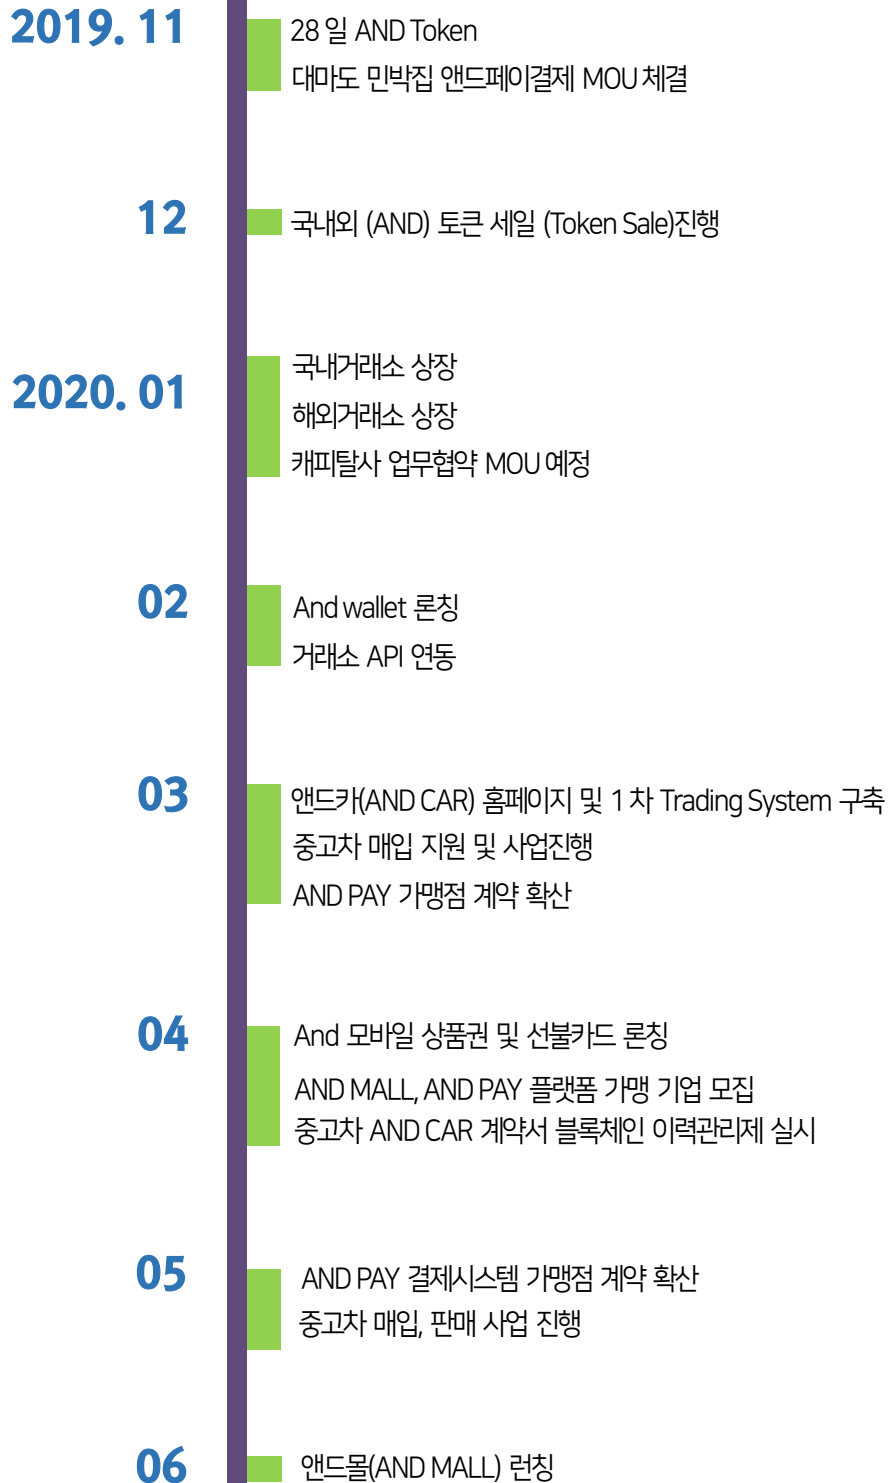 2019. 11
28일 AND Token
대마도 민박집 앤드페이결제 MOU 체결
12
국내외 (AND) 토큰 세일 (Token Sale)진행
2020. 01
국내거래소 상장
해외거래소 상장
캐피탈사 업무협약 MOU 예정
02
And wallet 론칭
거래소 API 연동
03
앤드카(AND CAR) 홈페이지 및 1차 Trading System 구축
중고차 매입 지원 및 사업진행
AND PAY 가맹점 계약 확산
04
And 모바일 상품권 및 선불카드 론칭
AND MALL, AND PAY 플랫폼 가맹 기업 모집
중고차 AND CAR 계약서 블록체인 이력관리제 실시
05
AND PAY 결제시스템 가맹점 계약 확산
중고차 매입, 판매 사업 진행
06
앤드몰(AND MALL) 런칭